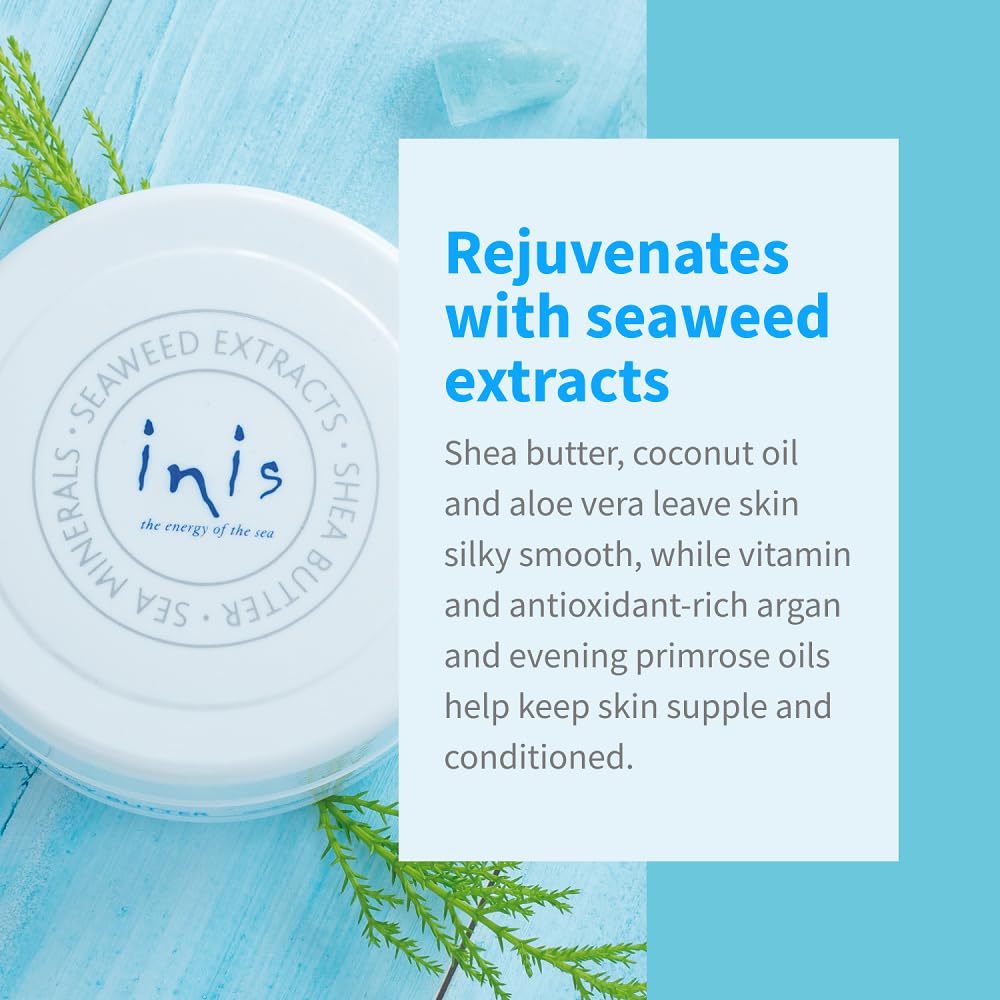 SEAWEED EXTRACTS · SHEA BUTTER · SEA MINERALS ·
inis
the energy of the sea
BUTTER
Rejuvenates
with seaweed
extracts
Shea butter, coconut oil
and aloe vera leave skin
silky smooth, while vitamin
and antioxidant-rich argan
and evening primrose oils
help keep skin supple and
conditioned.